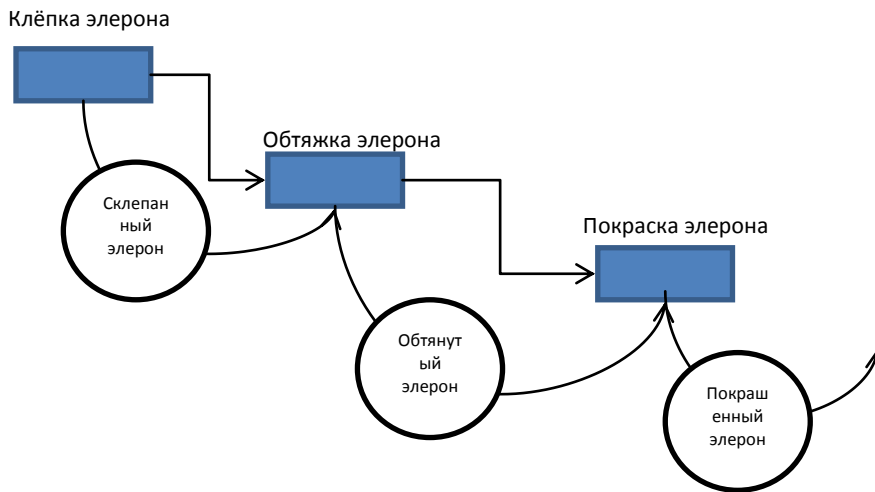 Клёпка элерона
Обтяжка элерона
Склепан
ный
элерон
Покраска элерона
Обтянут
ый
элерон
Покраш
енный
элерон